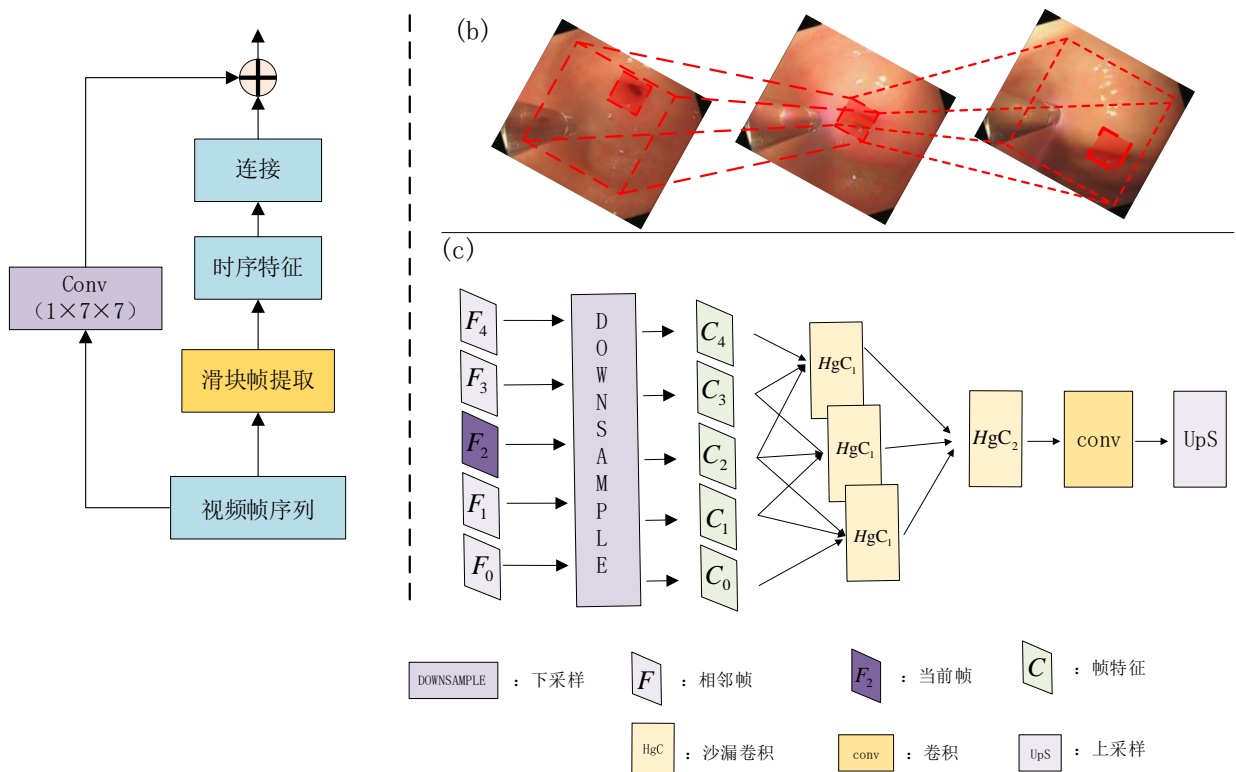 连接
时序特征
Conv
（1×7×7）
滑块帧提取
视频帧序列
(b)
(c)
F4
F3
F2
F1
F0
DOWNSAMPLE
C4
C3
C2
C1
C0
HgC1
HgC1
HgC1
HgC2
conv
UpS
DOWNSAMPLE ：下采样
F ：相邻帧
F2 ：当前帧
C ：帧特征
HgC ：沙漏卷积
conv ：卷积
UpS ：上采样